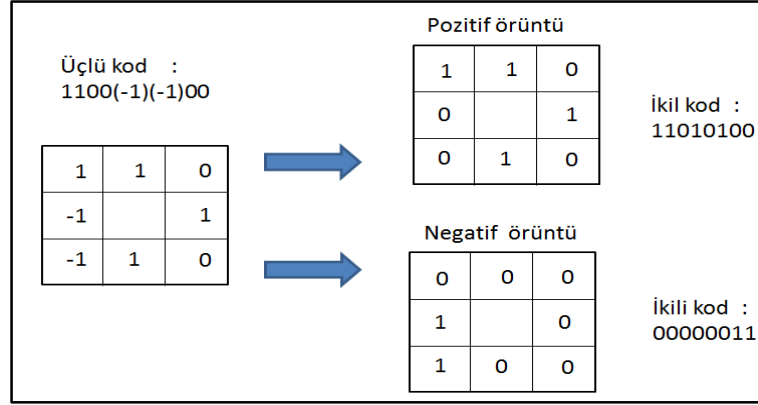 Pozitif örüntü
Üçlü kod :
1100(-1)(-1)00
1 1 0
0 1
0 1 0
İkil kod :
11010100
1 1 0
-1 1
-1 1 0
Negatif örüntü
0 0 0
1 0
1 0 0
İkili kod :
00000011